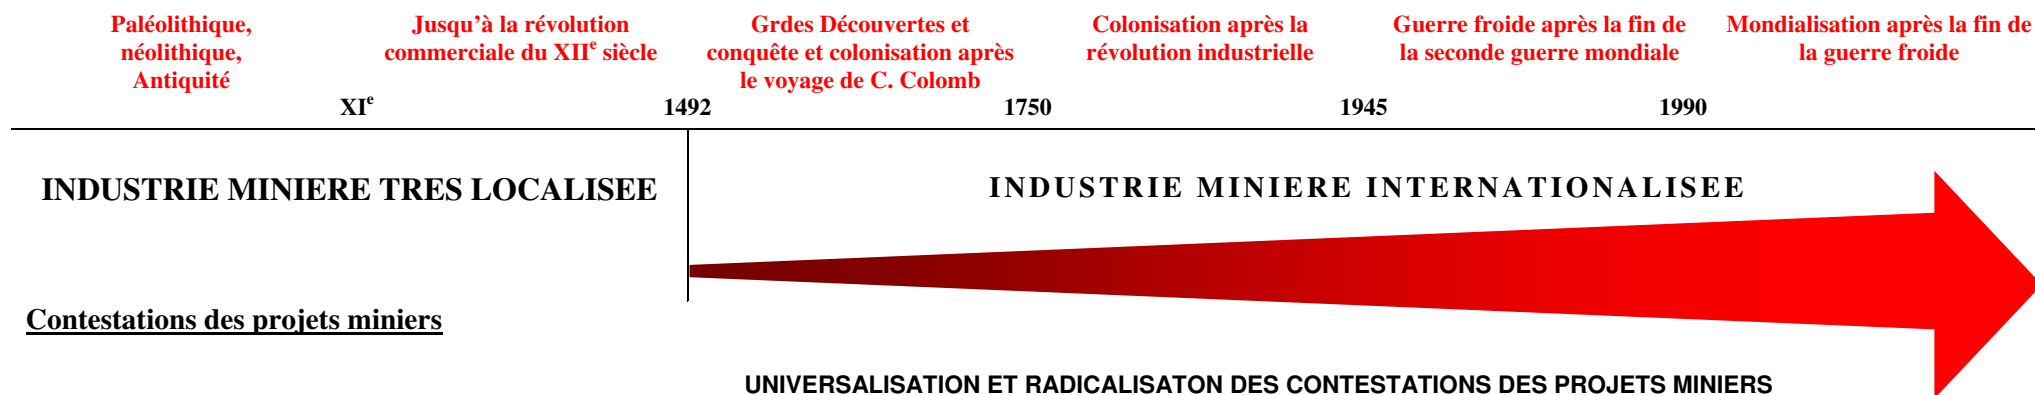 Paléolithique,
néolithique,
Antiquité
Jusqu’à la révolution
commerciale du XIIe siècle
Grdes Découvertes et
conquête et colonisation après
le voyage de C. Colomb
Colonisation après la
révolution industrielle
Guerre froide après la fin de
la seconde guerre mondiale
Mondialisation après la fin de
la guerre froide
XIe
1492
1750
1945
1990
INDUSTRIE MINIERE TRES LOCALISEE
INDUSTRIE MINIERE INTERNATIONALISEE
Contestations des projets miniers
UNIVERSALISATION ET RADICALISATON DES CONTESTATIONS DES PROJETS MINIERS